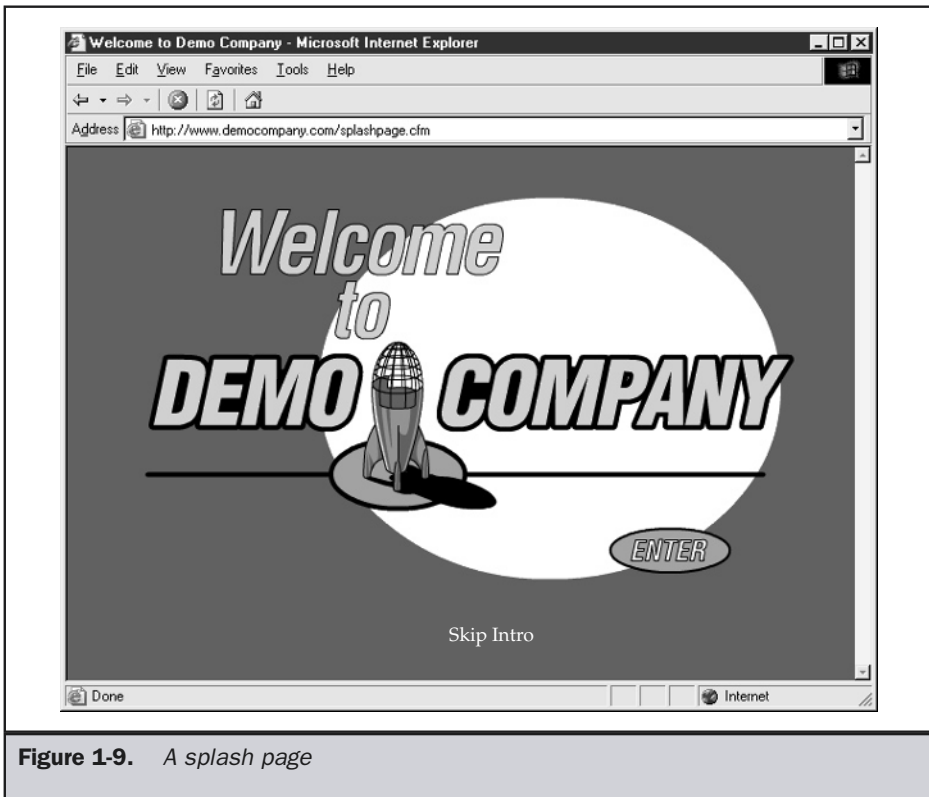 Welcome to Demo Company - Microsoft Internet Explorer
File Edit View Favorites Tools Help
Address http://www.democompany.com/splashpage.cfm
Welcome
to
DEMO COMPANY
ENTER
Skip Intro
Done Internet
Figure 1-9. A splash page